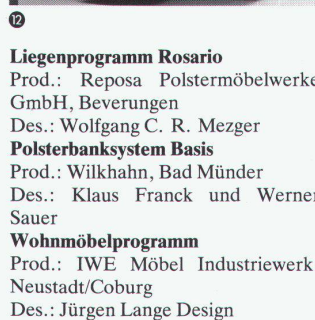 12
Liegenprogramm Rosario
Prod.: Reposa Polstermöbelwerke
GmbH, Beverungen
Des.: Wolfgang C. R. Mezger
Polsterbanksystem Basis
Prod.: Wilkhahn, Bad Münder
Des.: Klaus Franck und Werner
Sauer
Wohnmöbelprogramm
Prod.: IWE Möbel Industriewerk
Neustadt/Coburg
Des.: Jürgen Lange Design